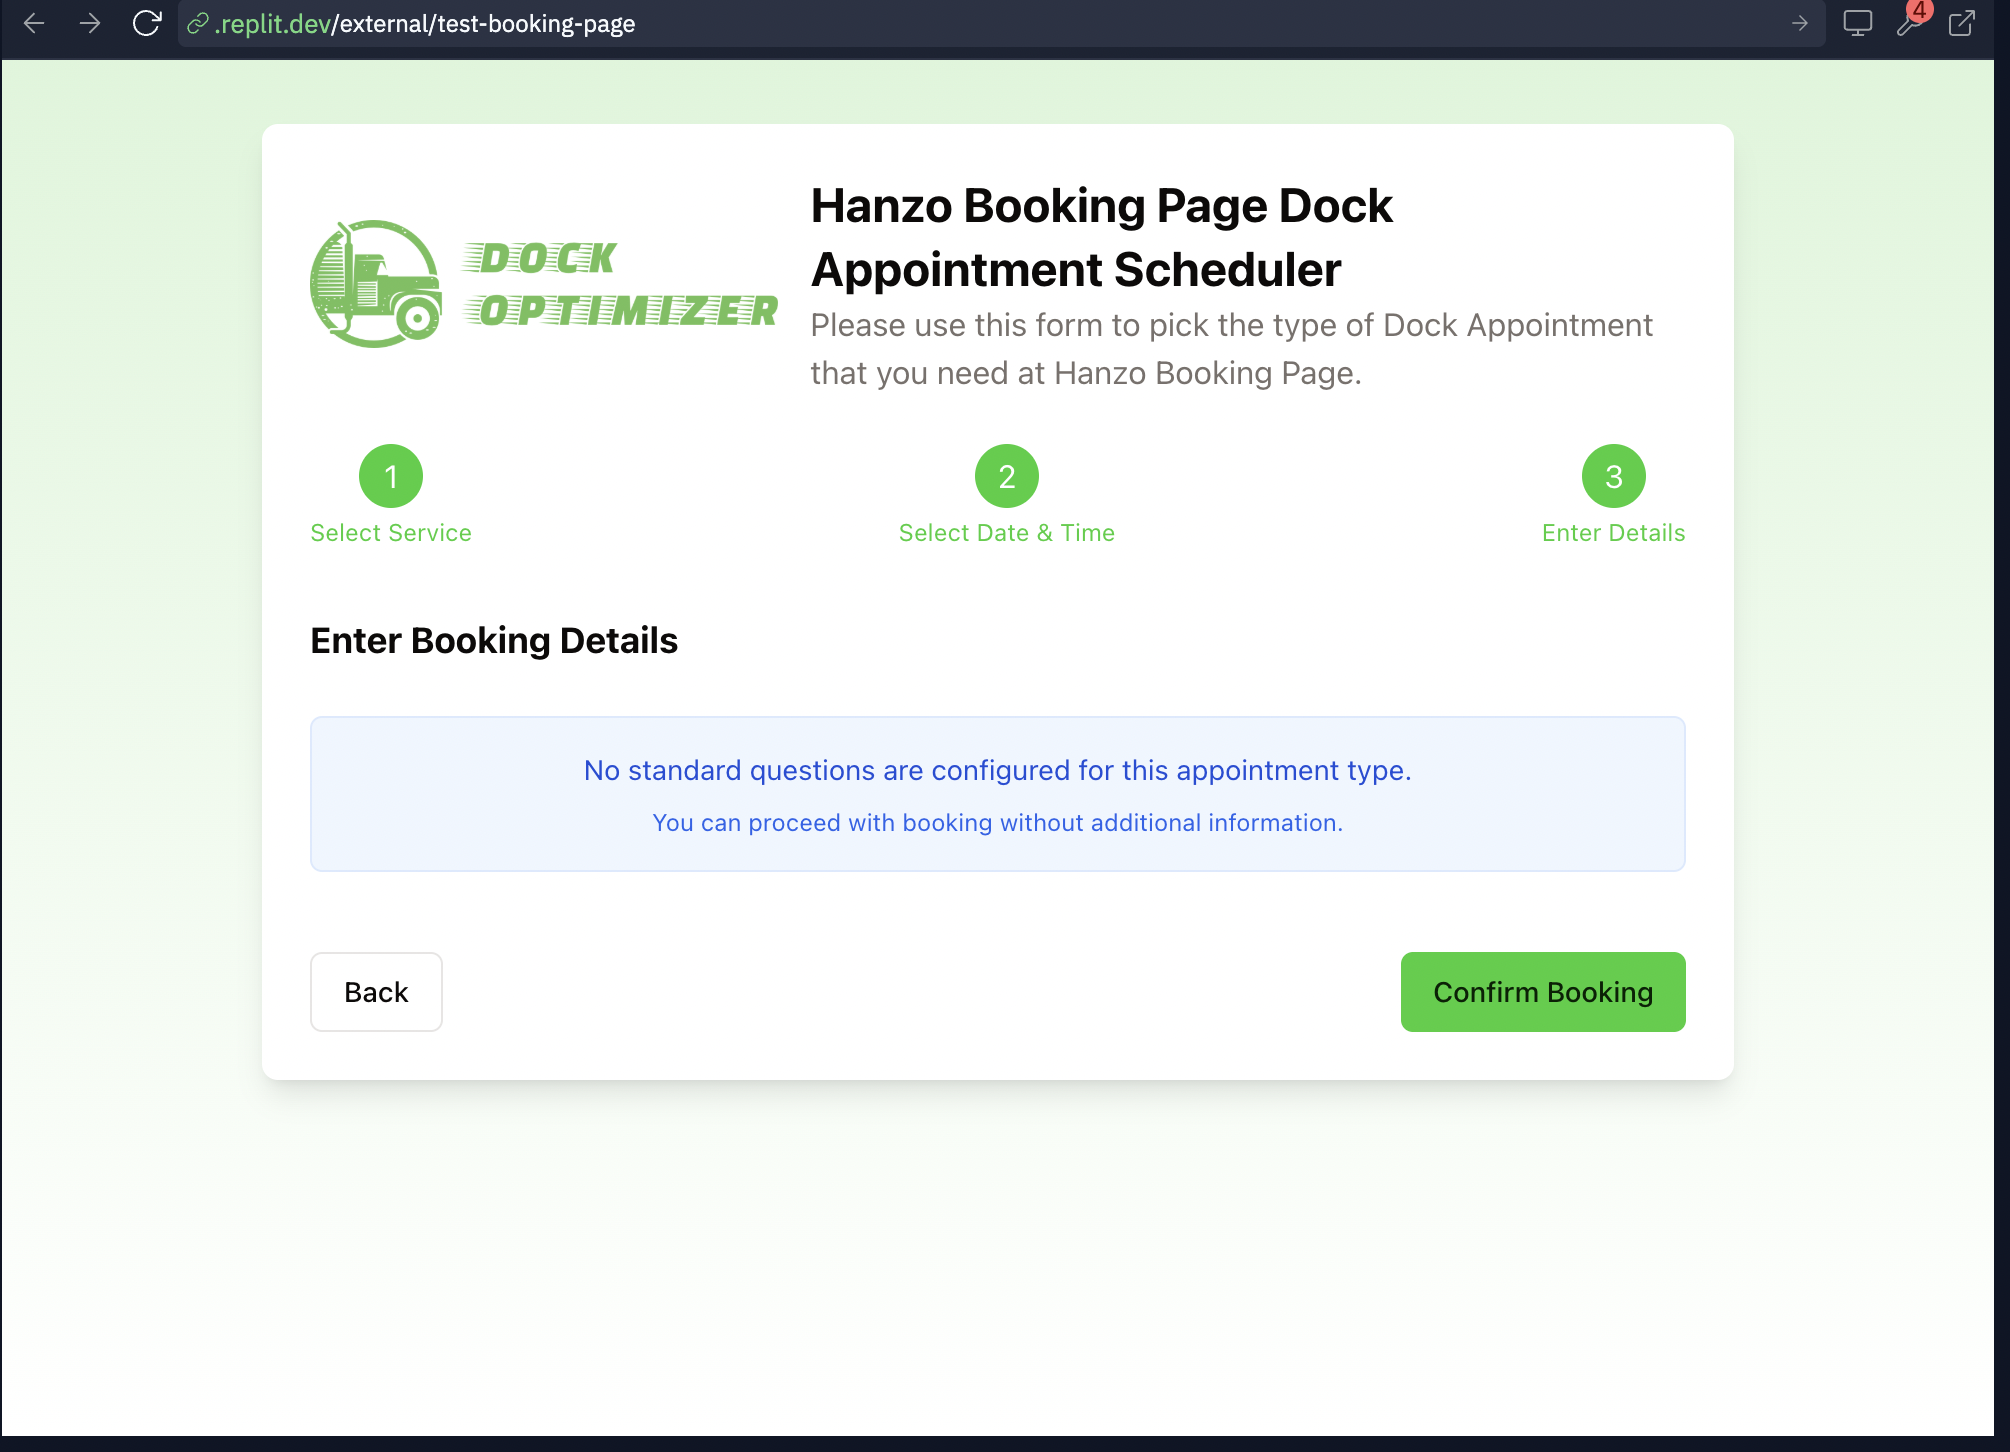 .replit.dev/external/test-booking-page
4
DOCK
OPTIMIZER
Hanzo Booking Page Dock
Appointment Scheduler
Please use this form to pick the type of Dock Appointment
that you need at Hanzo Booking Page.
1
Select Service
2
Select Date & Time
3
Enter Details
Enter Booking Details
No standard questions are configured for this appointment type.
You can proceed with booking without additional information.
Back
Confirm Booking